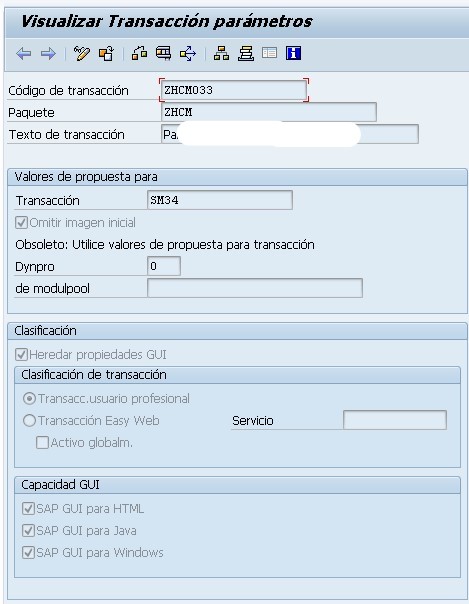 Visualizar Transacción parámetros
Código de transacción ZHCM033
Paquete ZHCM
Texto de transacción
Valores de propuesta para
Transacción SM34
Omitir imagen inicial
Obsoleto: Utilice valores de propuesta para transacción
Dynpro 0
de modulpool
Clasificación
Heredar propiedades GUI
Clasificación de transacción
Transacc.usuario profesional
Transacción Easy Web Servicio
Activo globalm.
Capacidad GUI
SAP GUI para HTML
SAP GUI para Java
SAP GUI para Windows